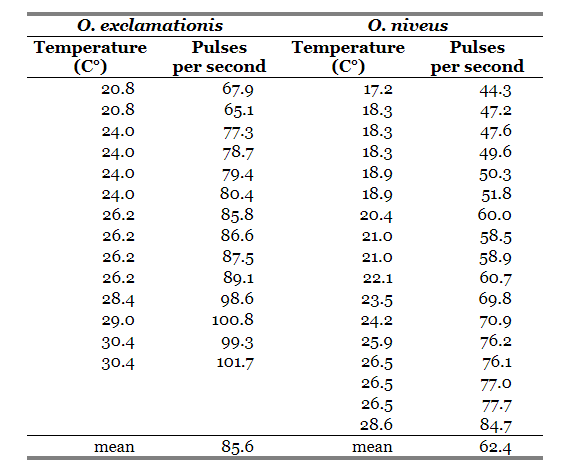 O. exclamationis O. niveus
Temperature Pulses Temperature Pulses
(C°) per second (C°) per second
20.8 67.9 17.2 44.3
20.8 65.1 18.3 47.2
24.0 77.3 18.3 47.6
24.0 78.7 18.3 49.6
24.0 79.4 18.9 50.3
24.0 80.4 18.9 51.8
26.2 85.8 20.4 60.0
26.2 86.6 21.0 58.5
26.2 87.5 21.0 58.9
26.2 89.1 22.1 60.7
28.4 98.6 23.5 69.8
29.0 100.8 24.2 70.9
30.4 99.3 25.9 76.2
30.4 101.7 26.5 76.1
26.5 77.0
26.5 77.7
28.6 84.7
mean 85.6 mean 62.4